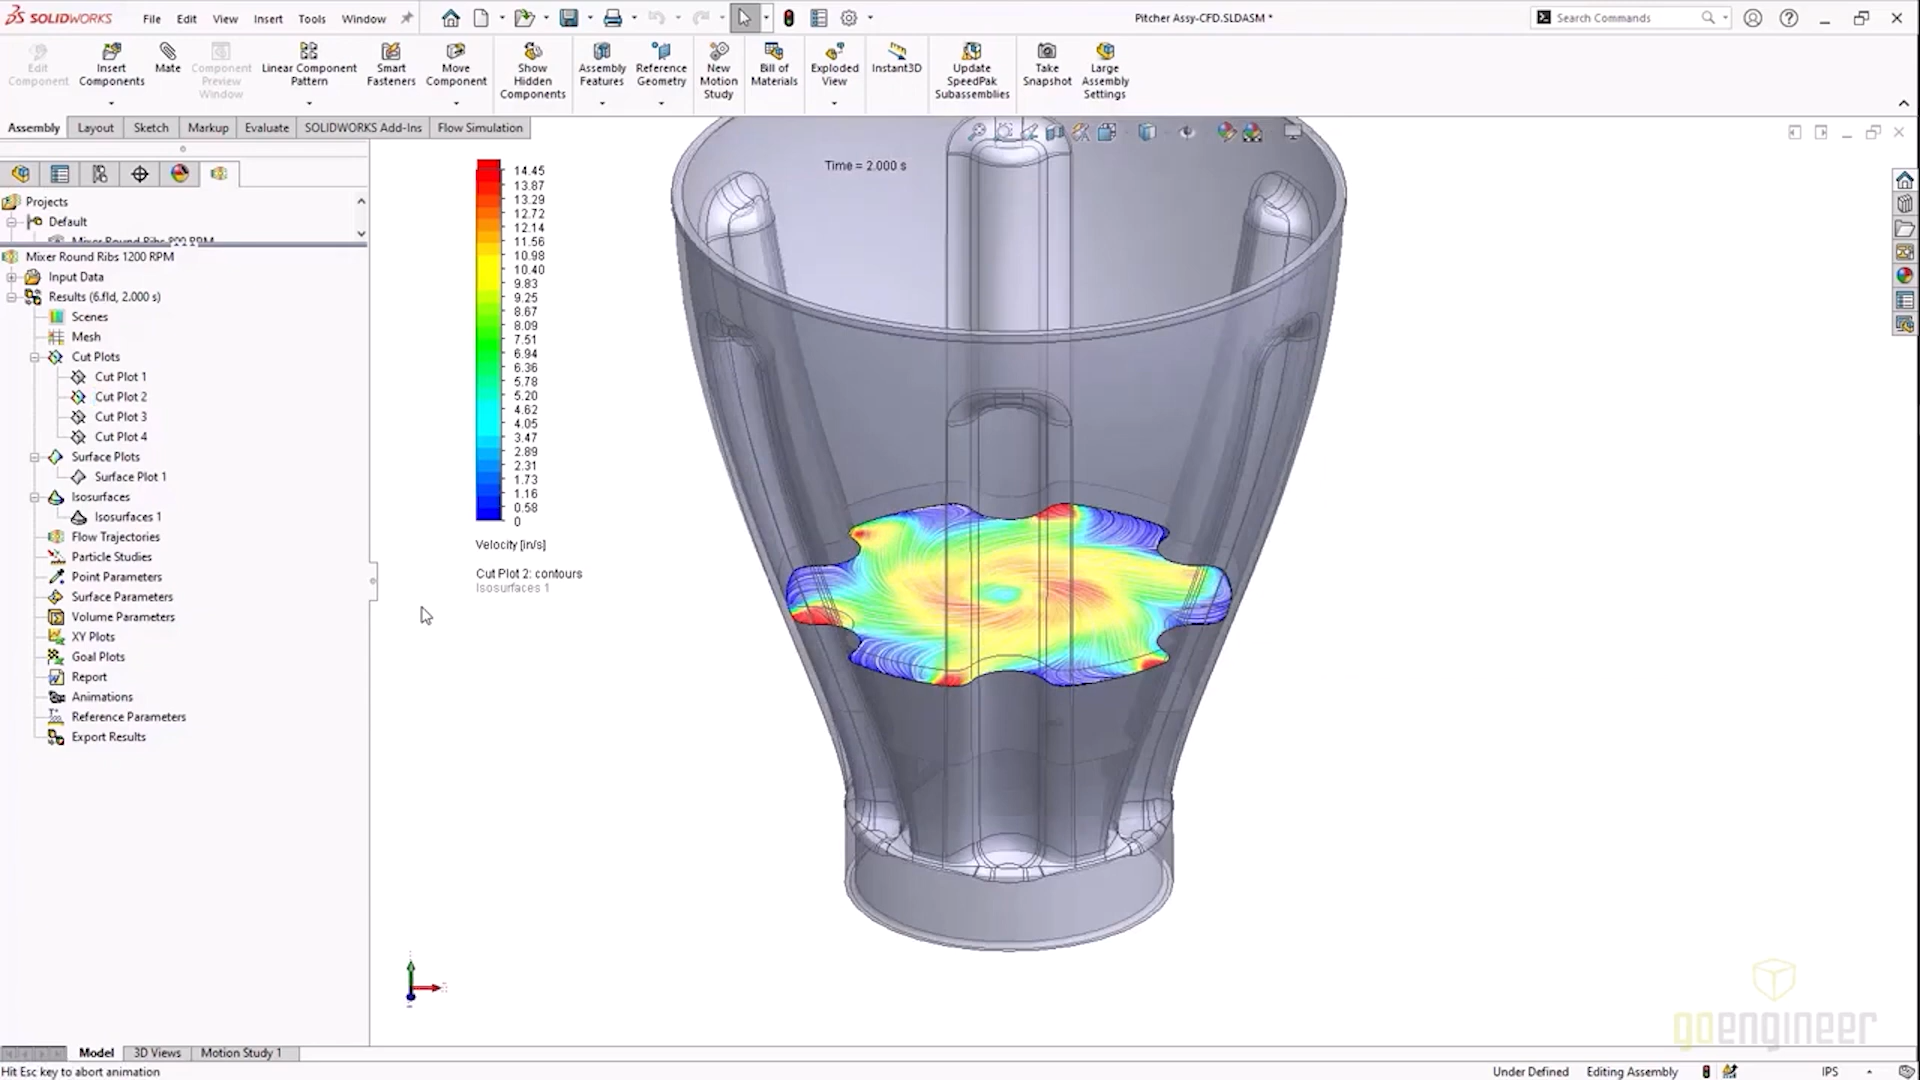 SOLIDWORKS File Edit View Insert Tools Window
Pitcher Assy-CFD.SLDASM *
Search Commands
Edit Component
Insert Components
Mate
Component Preview Window
Linear Component Pattern
Smart Fasteners
Move Component
Show Hidden Components
Assembly Features
Reference Geometry
New Motion Study
Bill of Materials
Exploded View
Instant3D
Update SpeedPak Subassemblies
Take Snapshot
Large Assembly Settings
Assembly Layout Sketch Markup Evaluate SOLIDWORKS Add-Ins Flow Simulation
Projects
Default
Mixer Round Ribs 800 RPM
Mixer Round Ribs 1200 RPM
Input Data
Results (6.fld, 2.000 s)
Scenes
Mesh
Cut Plots
Cut Plot 1
Cut Plot 2
Cut Plot 3
Cut Plot 4
Surface Plots
Surface Plot 1
Isosurfaces
Isosurfaces 1
Flow Trajectories
Particle Studies
Point Parameters
Surface Parameters
Volume Parameters
XY Plots
Goal Plots
Report
Animations
Reference Parameters
Export Results
Time = 2.000 s
14.45
13.87
13.29
12.72
12.14
11.56
10.98
10.40
9.83
9.25
8.67
8.09
7.51
6.94
6.36
5.78
5.20
4.62
4.05
3.47
2.89
2.31
1.73
1.16
0.58
0
Velocity [in/s]
Cut Plot 2: contours
Isosurfaces 1
goengineer
Model 3D Views Motion Study 1
Hit Esc key to abort animation
Under Defined Editing Assembly IPS